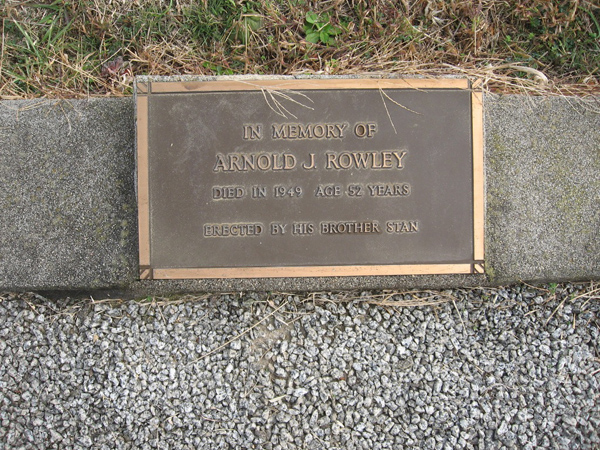 IN MEMORY OF
ARNOLD J. ROWLEY
DIED IN 1949 AGE 52 YEARS
ERECTED BY HIS BROTHER STAN